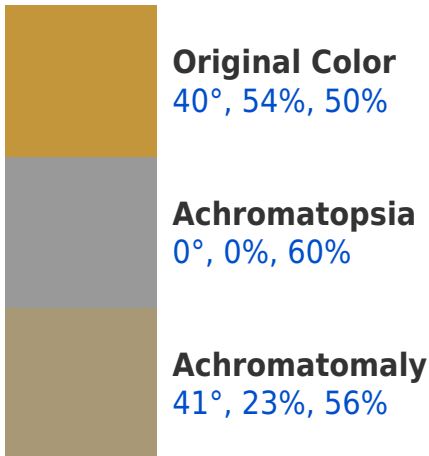 Original Color
40°, 54%, 50%
Achromatopsia
0°, 0%, 60%
Achromatomaly
41°, 23%, 56%